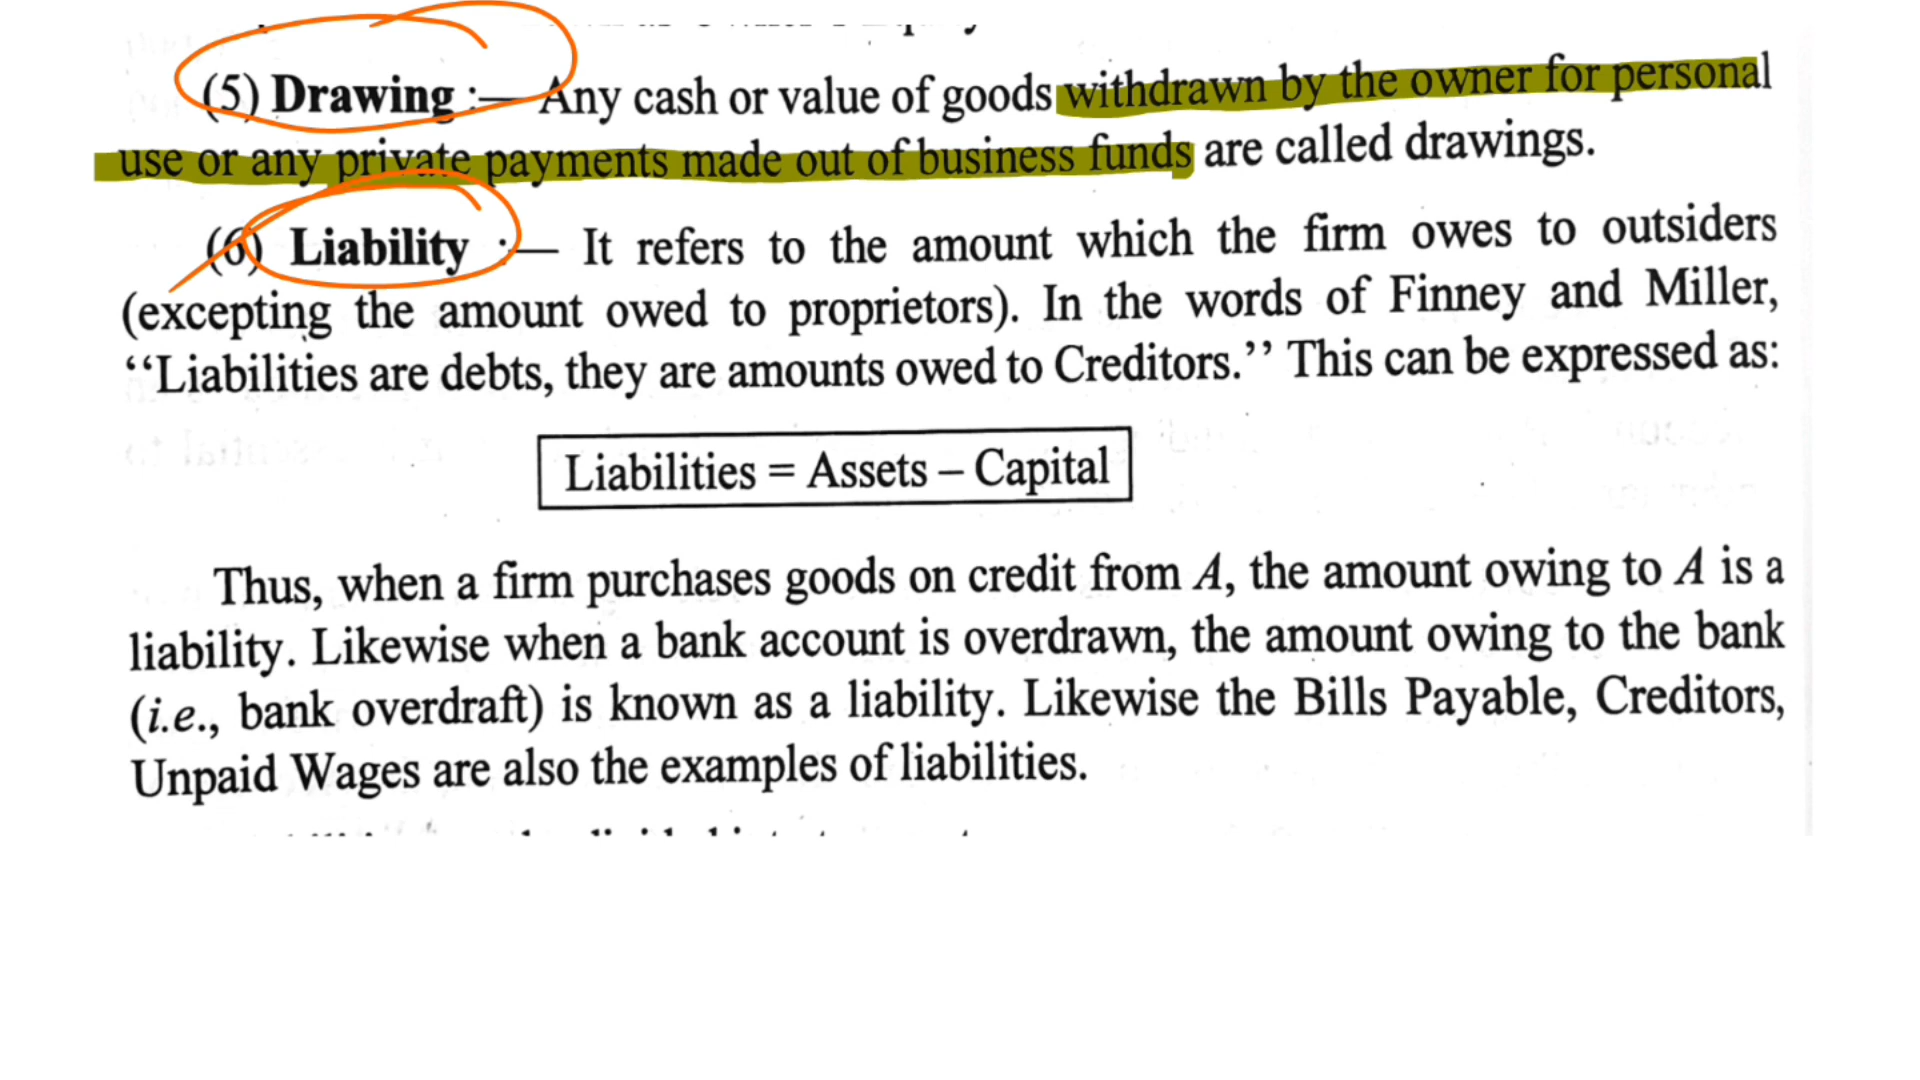 (5) Drawing :— Any cash or value of goods withdrawn by the owner for personal
use or any private payments made out of business funds are called drawings.
(6) Liability :— It refers to the amount which the firm owes to outsiders
(excepting the amount owed to proprietors). In the words of Finney and Miller,
‘‘Liabilities are debts, they are amounts owed to Creditors.’’ This can be expressed as:
Liabilities = Assets – Capital
Thus, when a firm purchases goods on credit from A, the amount owing to A is a
liability. Likewise when a bank account is overdrawn, the amount owing to the bank
(i.e., bank overdraft) is known as a liability. Likewise the Bills Payable, Creditors,
Unpaid Wages are also the examples of liabilities.